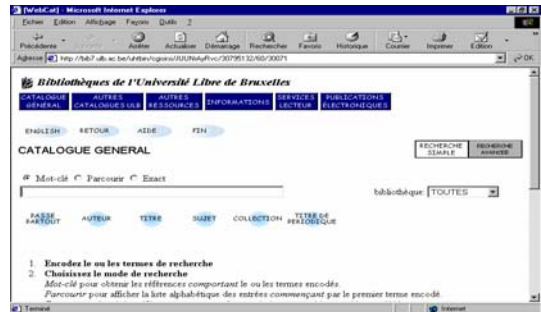 [WebCat] - Microsoft Internet Explorer
Fichier Edition Affichage Favoris Outils ?
Précédente Arrêter Actualiser Démarrage Rechercher Favoris Historique Courrier Imprimer Edition
Adresse OK
Bibliothèques de l'Université Libre de Bruxelles
CATALOGUE GÉNÉRAL AUTRES CATALOGUES ULB AUTRES RESSOURCES INFORMATIONS SERVICES LECTEUR PUBLICATIONS ÉLECTRONIQUES
ENGLISH RETOUR AIDE FIN
CATALOGUE GENERAL RECHERCHE SIMPLE RECHERCHE AVANCÉE
Mot-clé Parcourir Exact
bibliothèque: TOUTES
PASSE PARTOUT AUTEUR TITRE SUJET COLLECTION TITRE DE PÉRIODIQUE
1. Encodez le ou les termes de recherche
2. Choisissez le mode de recherche
Mot-clé pour obtenir les références comportant le ou les termes encodés.
Parcourir pour afficher la liste alphabétique des entrées commençant par le premier terme encodé.
Terminé Internet